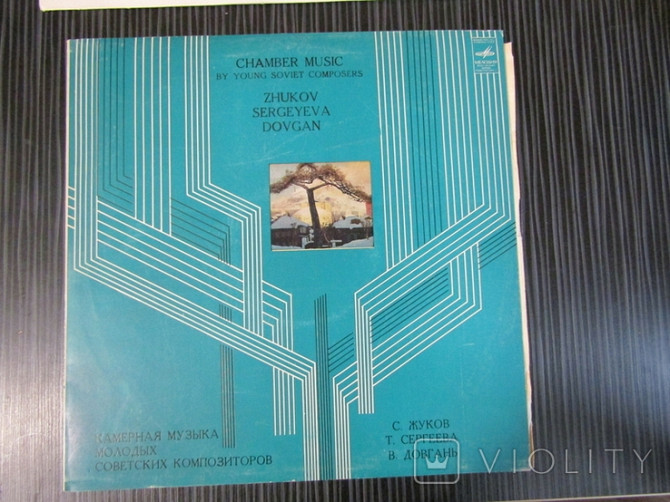 CHAMBER MUSIC
BY YOUNG SOVIET COMPOSERS
ZHUKOV
SERGEYEVA
DOVGAN
КАМЕРНАЯ МУЗЫКА
МОЛОДЫХ
СОВЕТСКИХ КОМПОЗИТОРОВ
С. ЖУКОВ
Т. СЕРГЕЕВА
В. ДОВГАНЬ
VIOLITY